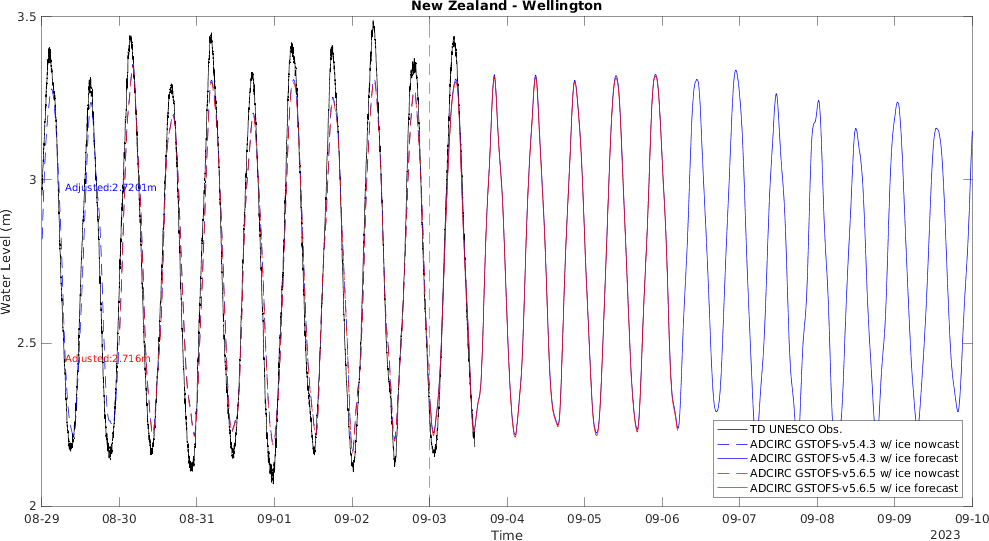 New Zealand - Wellington
3.5
3
2.5
2
Water Level (m)
Adjusted:2.7201m
Adjusted:2.716m
TD UNESCO Obs.
ADCIRC GSTOFS-v5.4.3 w/ ice nowcast
ADCIRC GSTOFS-v5.4.3 w/ ice forecast
ADCIRC GSTOFS-v5.6.5 w/ ice nowcast
ADCIRC GSTOFS-v5.6.5 w/ ice forecast
08-29 08-30 08-31 09-01 09-02 09-03 09-04 09-05 09-06 09-07 09-08 09-09 09-10
Time
2023